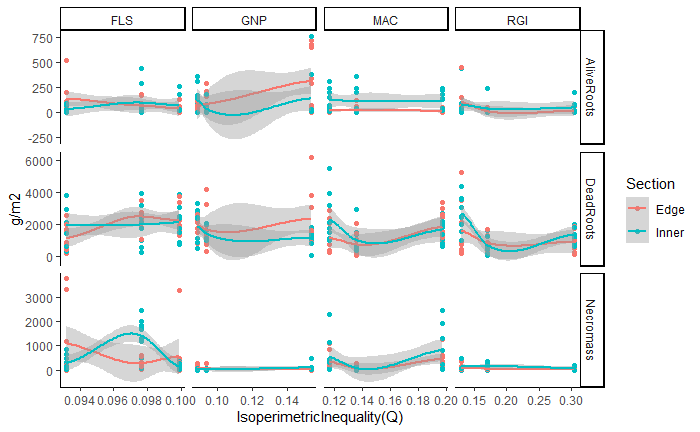 FLS GNP MAC RGI
750
500
250
0
-250
AliveRoots
6000
4000
2000
0
DeadRoots
g/m2
Section
Edge
Inner
3000
2000
1000
0
Necromass
0.094 0.096 0.098 0.100 0.10 0.12 0.14 0.12 0.14 0.16 0.18 0.20 0.15 0.20 0.25 0.30
IsoperimetricInequality(Q)